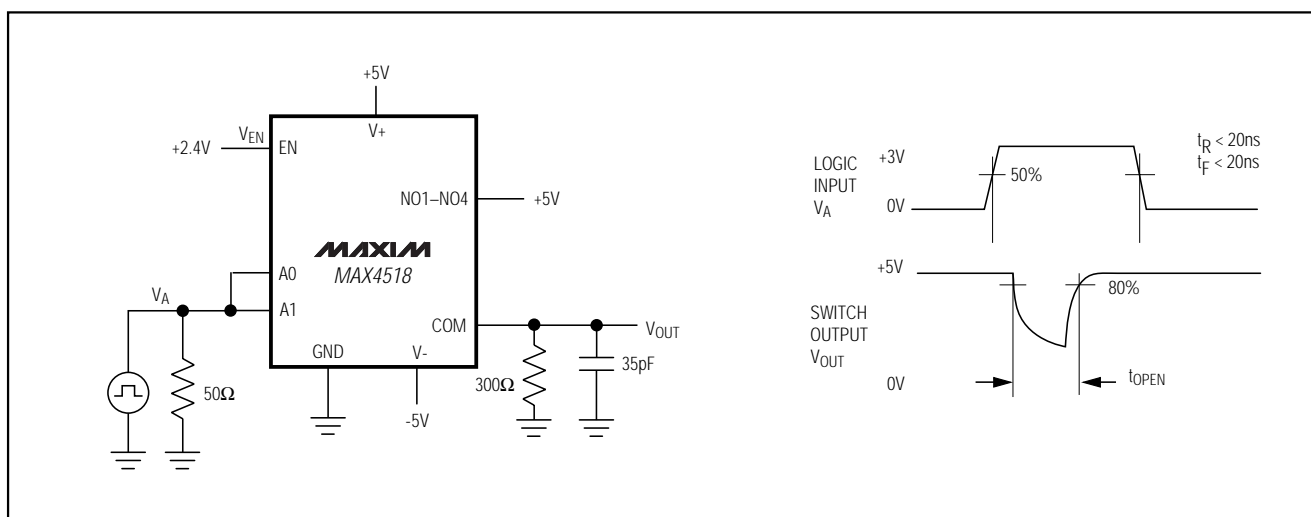 +5V
V+
+2.4V
VEN
EN
NO1–NO4
+5V
MAXIM
MAX4518
A0
VA
A1
COM
VOUT
GND
V-
50Ω
300Ω
35pF
-5V
LOGIC
INPUT
VA
+3V
0V
50%
tR < 20ns
tF < 20ns
+5V
80%
SWITCH
OUTPUT
VOUT
0V
tOPEN